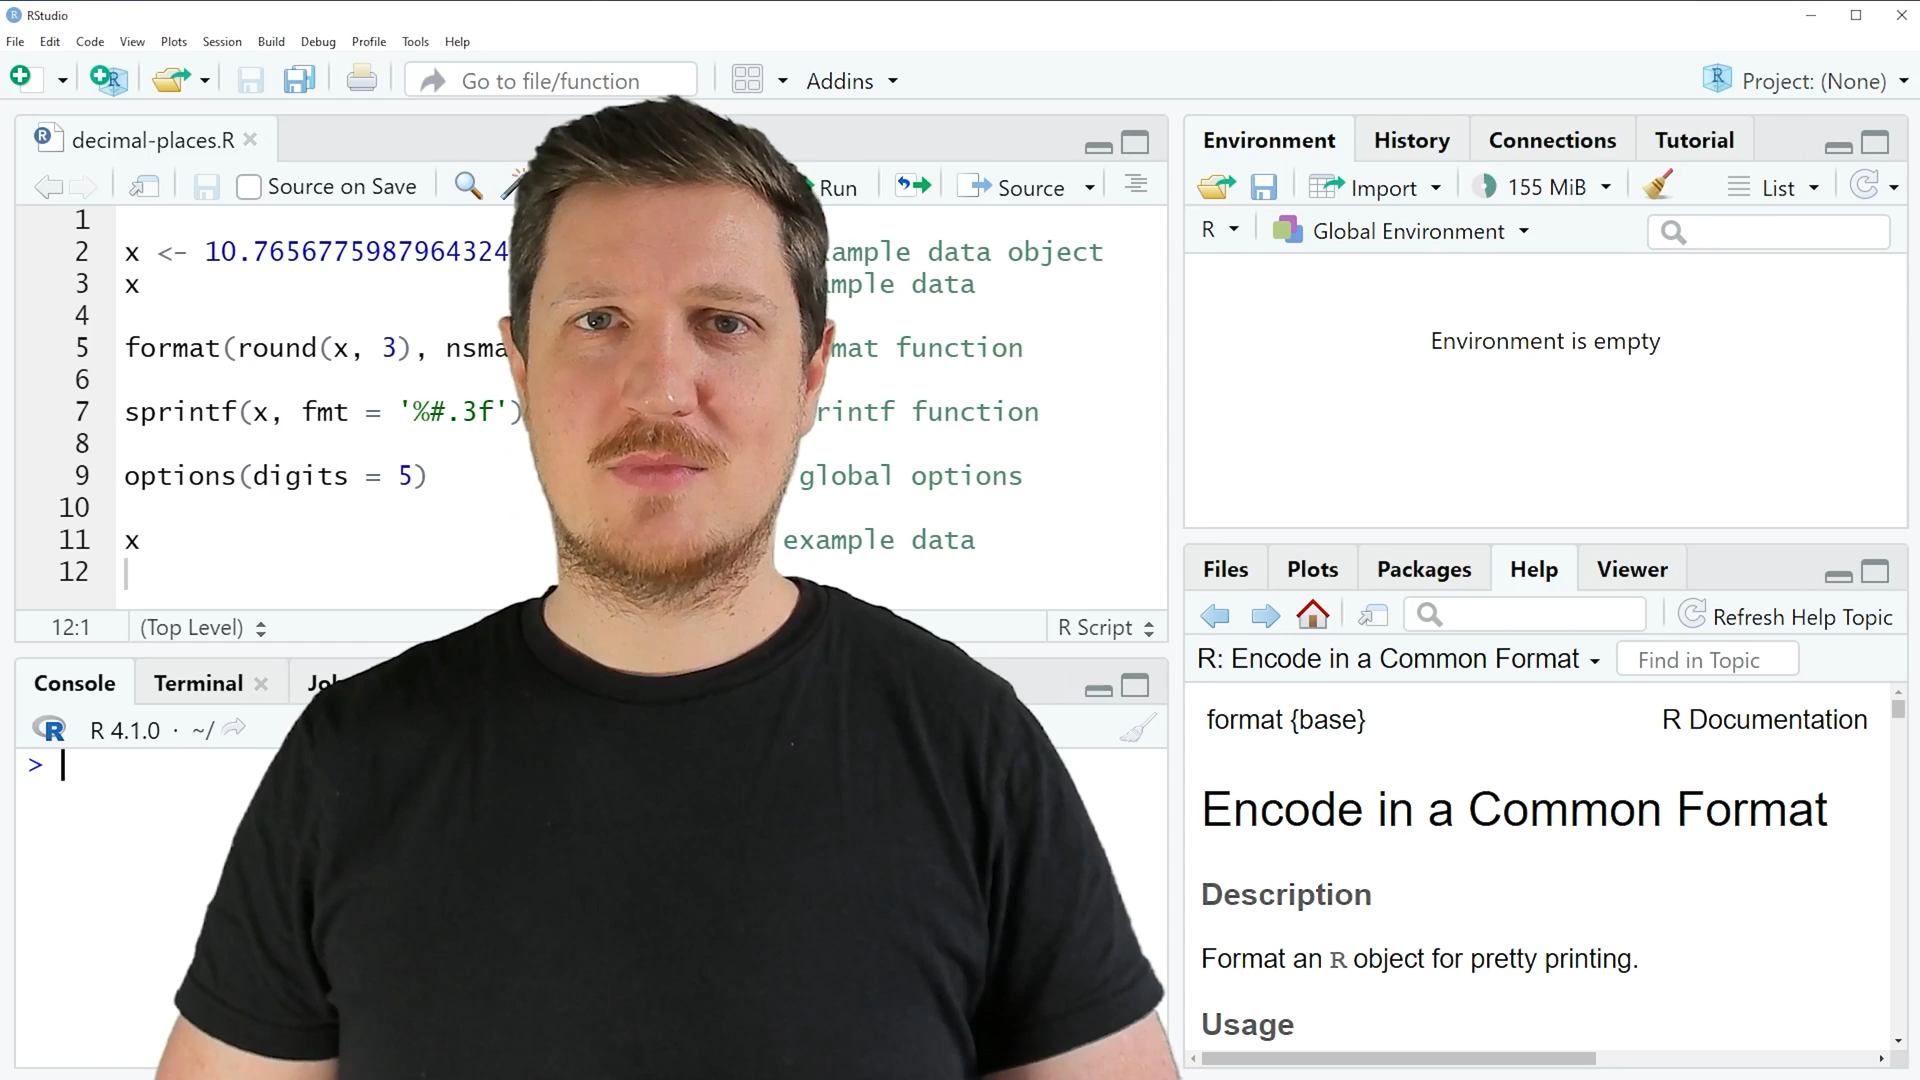 RStudio
File Edit Code View Plots Session Build Debug Profile Tools Help
Go to file/function Addins Project: (None)
decimal-places.R
Source on Save Run Source
1
2 x <- 10.7656775987964324 data object
3 x data
4
5 format(round(x, 3), function
6
7 sprintf(x, fmt = '%#.3f') function
8
9 options(digits = 5) global options
10
11 x example data
12
12:1 (Top Level) R Script
Console Terminal
R 4.1.0 · ~/
>
Environment History Connections Tutorial
Import 155 MiB List
R Global Environment
Environment is empty
Files Plots Packages Help Viewer
Refresh Help Topic
R: Encode in a Common Format Find in Topic
format {base} R Documentation
Encode in a Common Format
Description
Format an R object for pretty printing.
Usage